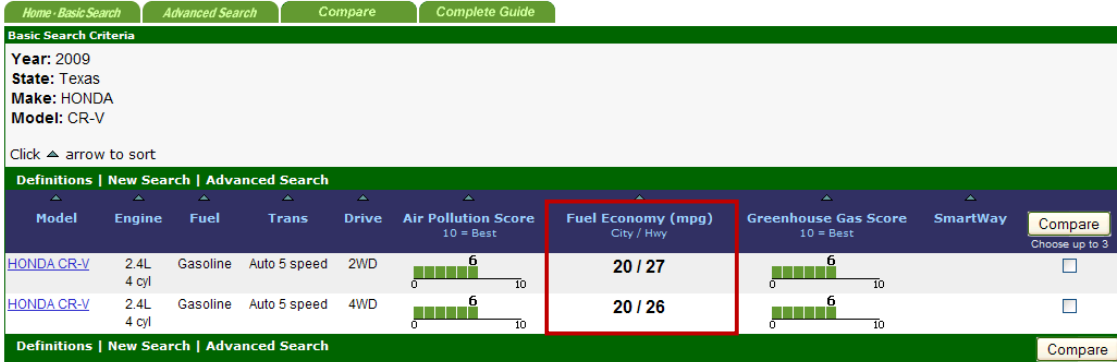 Home - Basic Search Advanced Search Compare Complete Guide
Basic Search Criteria
Year: 2009
State: Texas
Make: HONDA
Model: CR-V
Click arrow to sort
Definitions | New Search | Advanced Search
Model Engine Fuel Trans Drive Air Pollution Score Fuel Economy (mpg) Greenhouse Gas Score SmartWay Compare
10 = Best City / Hwy 10 = Best Choose up to 3
HONDA CR-V 2.4L Gasoline Auto 5 speed 2WD 6 20 / 27 6
4 cyl 0 10 0 10
HONDA CR-V 2.4L Gasoline Auto 5 speed 4WD 6 20 / 26 6
4 cyl 0 10 0 10
Definitions | New Search | Advanced Search Compare